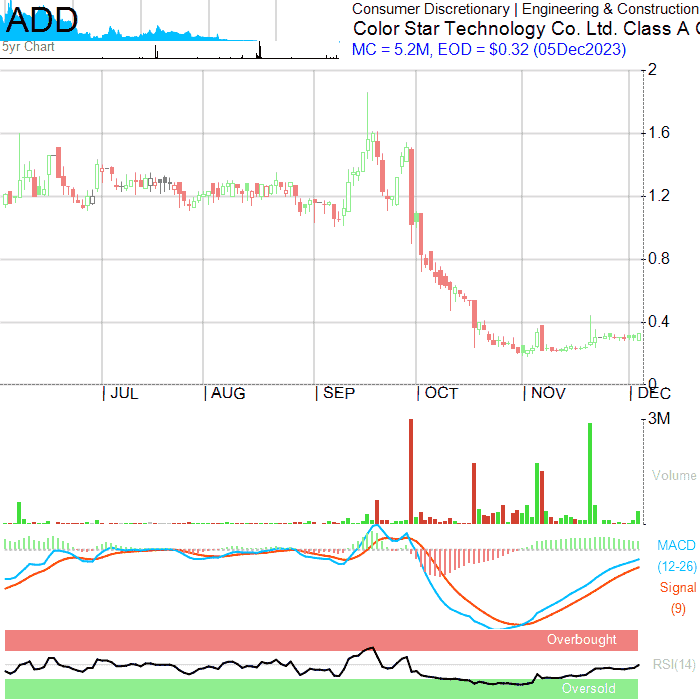 ADD
5yr Chart
Consumer Discretionary | Engineering & Construction
Color Star Technology Co. Ltd. Class A
MC = 5.2M, EOD = $0.32 (05Dec2023)
2
1.6
1.2
0.8
0.4
0
JUL AUG SEP OCT NOV DEC
3M
Volume
MACD
(12-26)
Signal
(9)
Overbought
RSI(14)
Oversold